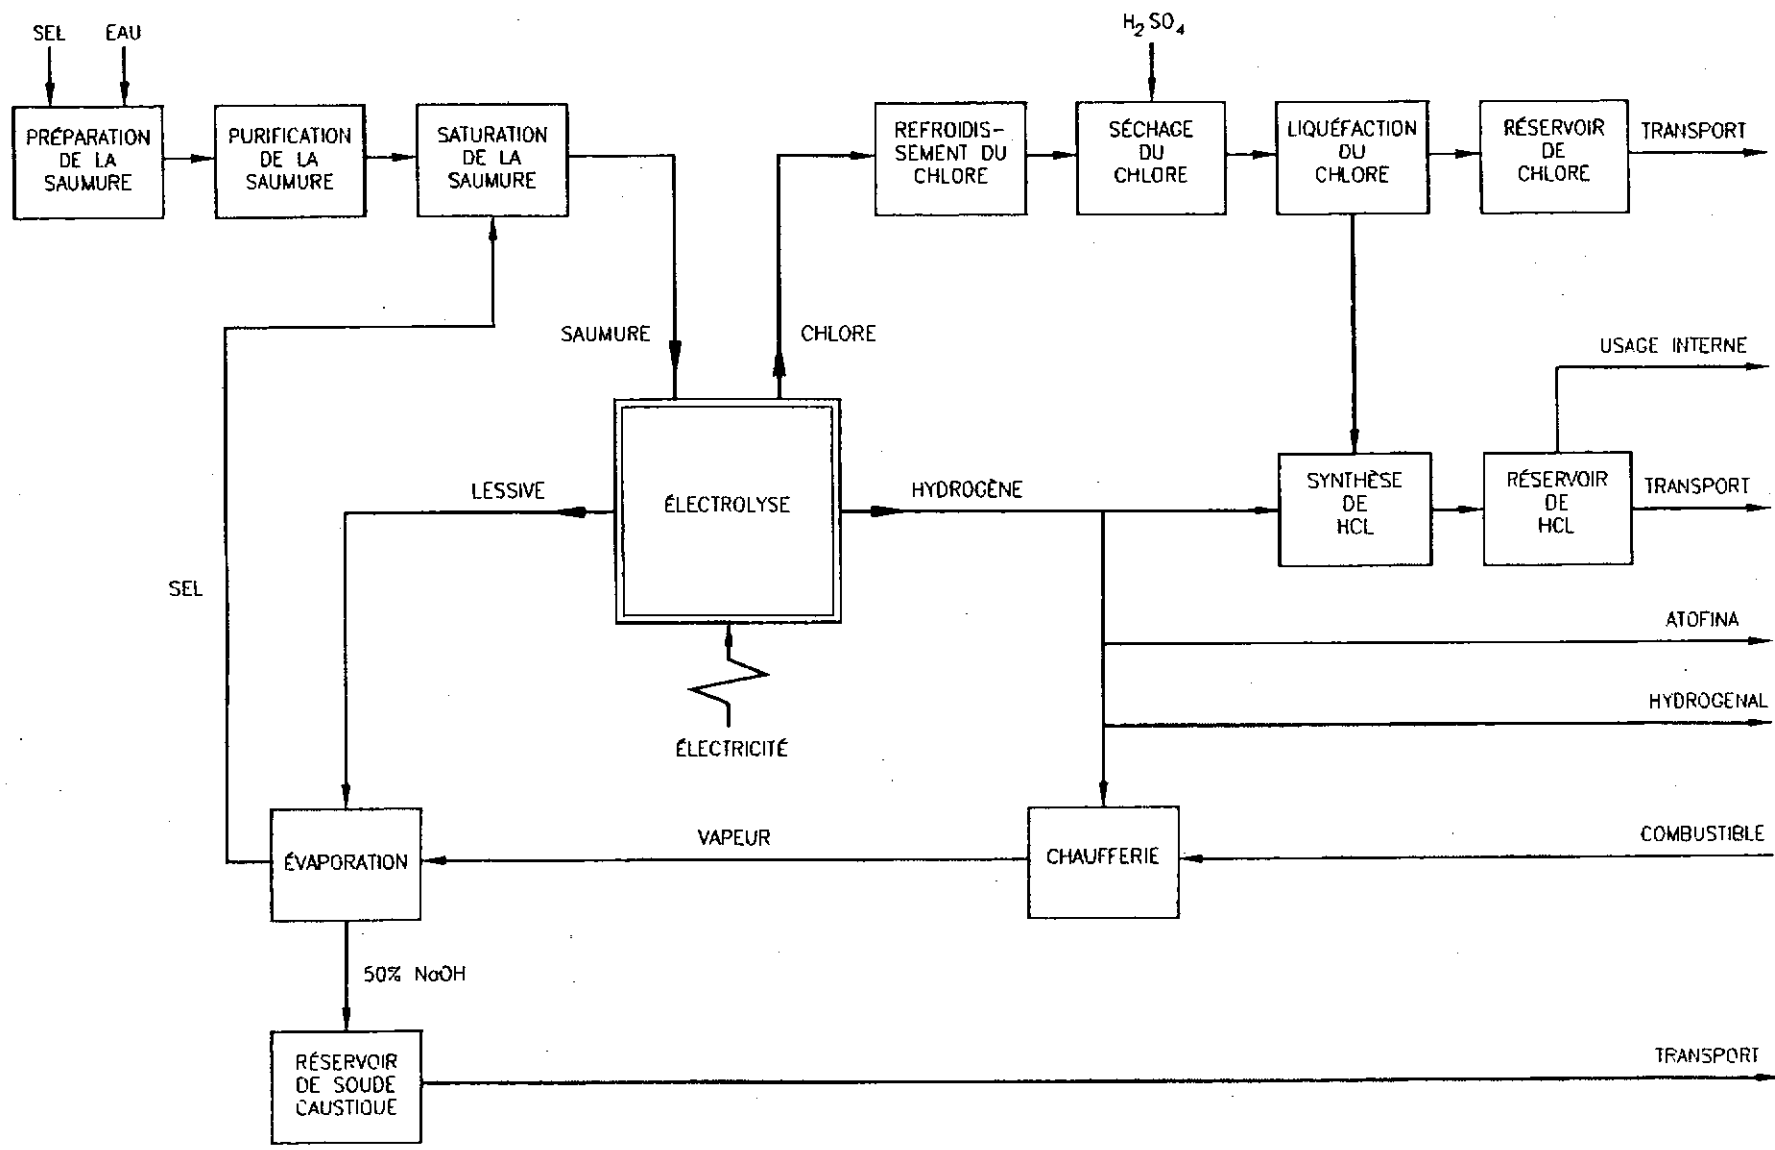 SEL
EAU
H2SO4
PRÉPARATION
DE LA
SAUMURE
PURIFICATION
DE LA
SAUMURE
SATURATION
DE LA
SAUMURE
REFROIDIS-
SEMENT DU
CHLORE
SÉCHAGE
DU
CHLORE
LIQUÉFACTION
DU
CHLORE
RÉSERVOIR
DE
CHLORE
TRANSPORT
SAUMURE
CHLORE
USAGE INTERNE
LESSIVE
ÉLECTROLYSE
HYDROGÈNE
SYNTHÈSE
DE
HCL
RÉSERVOIR
DE
HCL
TRANSPORT
SEL
ATOFINA
HYDROGENAL
ÉLECTRICITÉ
ÉVAPORATION
VAPEUR
CHAUFFERIE
COMBUSTIBLE
50% NaOH
RÉSERVOIR
DE SOUDE
CAUSTIQUE
TRANSPORT